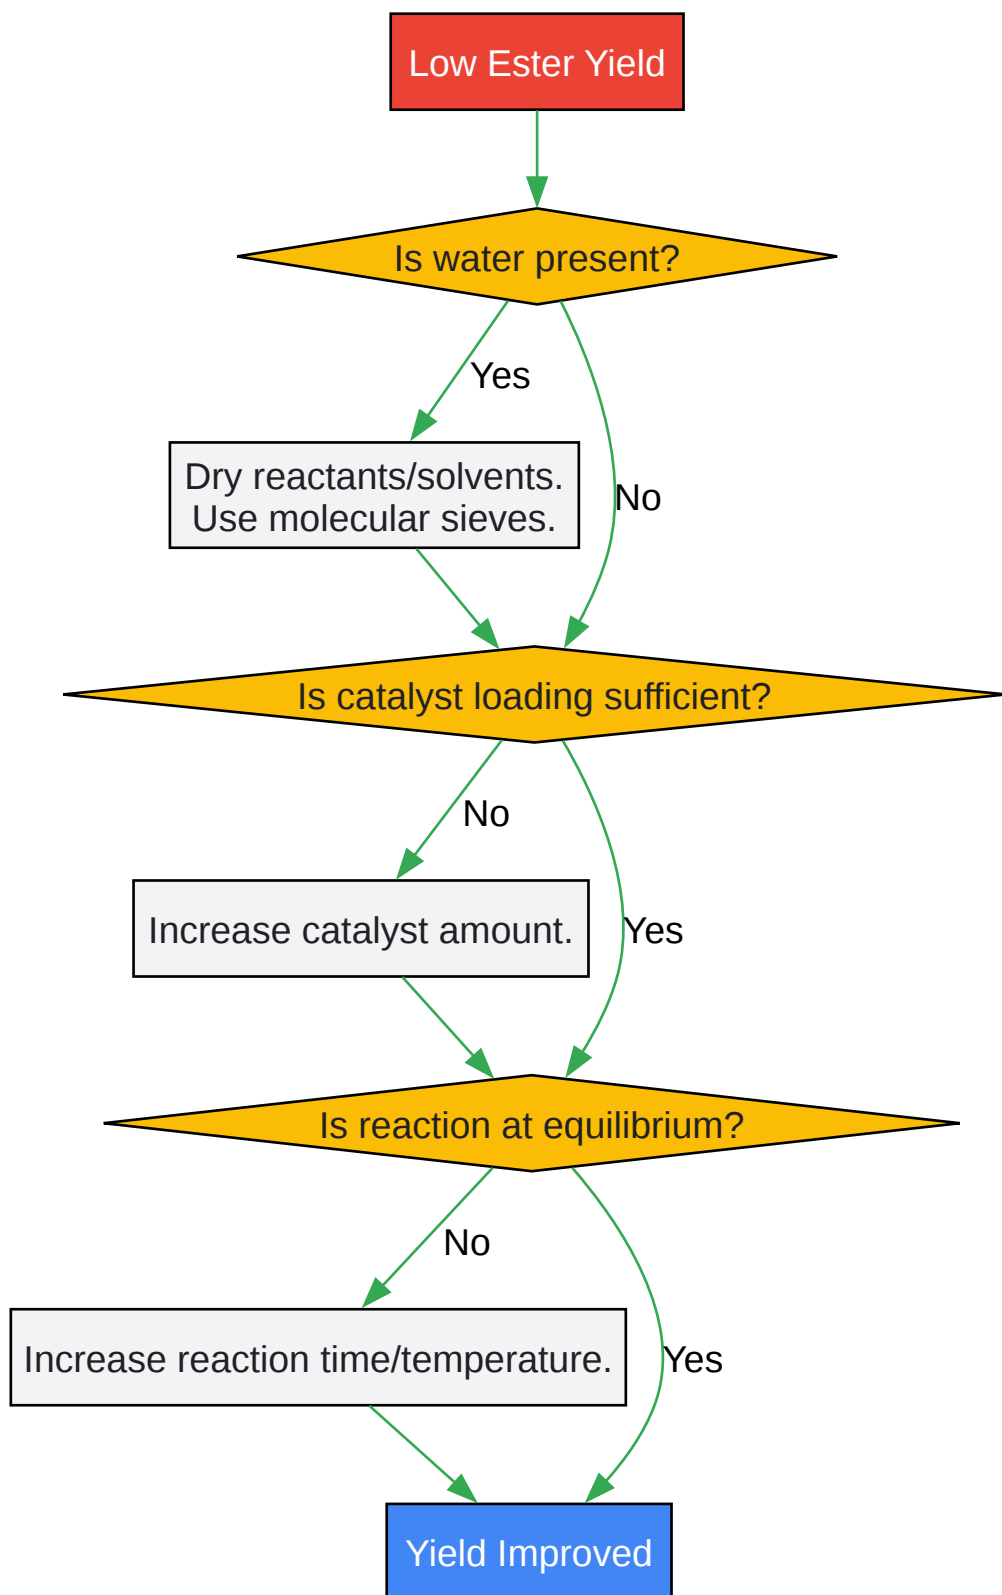 Low Ester Yield
Is water present?
Yes
Dry reactants/solvents.
Use molecular sieves.
No
Is catalyst loading sufficient?
No
Increase catalyst amount.
Yes
Is reaction at equilibrium?
No
Increase reaction time/temperature.
Yes
Yield Improved